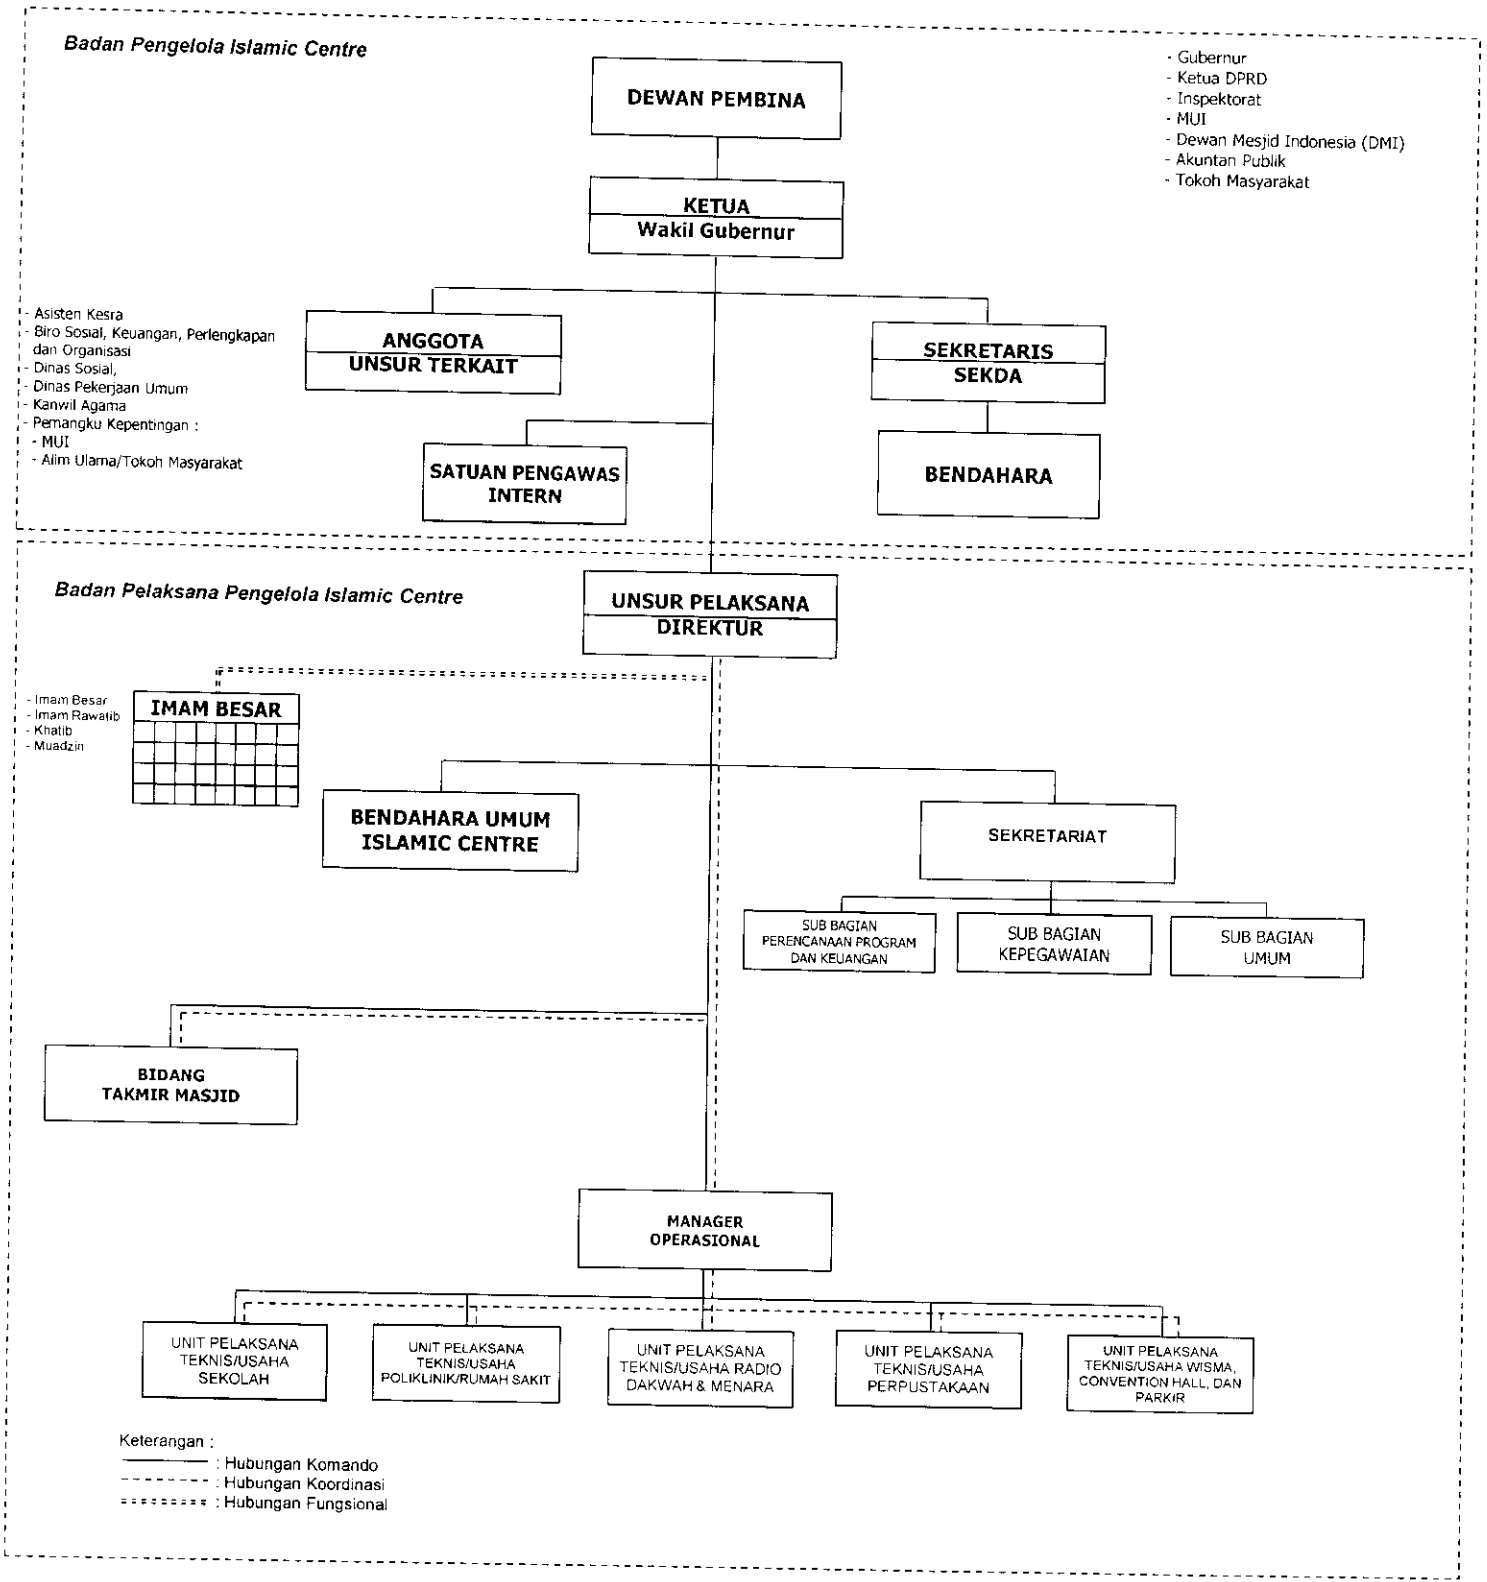 Badan Pengelola Islamic Centre
DEWAN PEMBINA
- Gubernur
- Ketua DPRD
- Inspektorat
- MUI
- Dewan Mesjid Indonesia (DMI)
- Akuntan Publik
- Tokoh Masyarakat
KETUA
Wakil Gubernur
- Asisten Kesra
- Biro Sosial, Keuangan, Perlengkapan
dan Organisasi
- Dinas Sosial,
- Dinas Pekerjaan Umum
- Kanwil Agama
- Pemangku Kepentingan :
- MUI
- Alim Ulama/Tokoh Masyarakat
ANGGOTA
UNSUR TERKAIT
SEKRETARIS
SEKDA
SATUAN PENGAWAS
INTERN
BENDAHARA
Badan Pelaksana Pengelola Islamic Centre
UNSUR PELAKSANA
DIREKTUR
- Imam Besar
- Imam Rawatib
- Khatib
- Muadzin
IMAM BESAR
BENDAHARA UMUM
ISLAMIC CENTRE
SEKRETARIAT
SUB BAGIAN
PERENCANAAN PROGRAM
DAN KEUANGAN
SUB BAGIAN
KEPEGAWAIAN
SUB BAGIAN
UMUM
BIDANG
TAKMIR MASJID
MANAGER
OPERASIONAL
UNIT PELAKSANA
TEKNIS/USAHA
SEKOLAH
UNIT PELAKSANA
TEKNIS/USAHA
POLIKLINIK/RUMAH SAKIT
UNIT PELAKSANA
TEKNIS/USAHA RADIO
DAKWAH & MENARA
UNIT PELAKSANA
TEKNIS/USAHA
PERPUSTAKAAN
UNIT PELAKSANA
TEKNIS/USAHA WISMA,
CONVENTION HALL, DAN
PARKIR
Keterangan :
: Hubungan Komando
: Hubungan Koordinasi
: Hubungan Fungsional